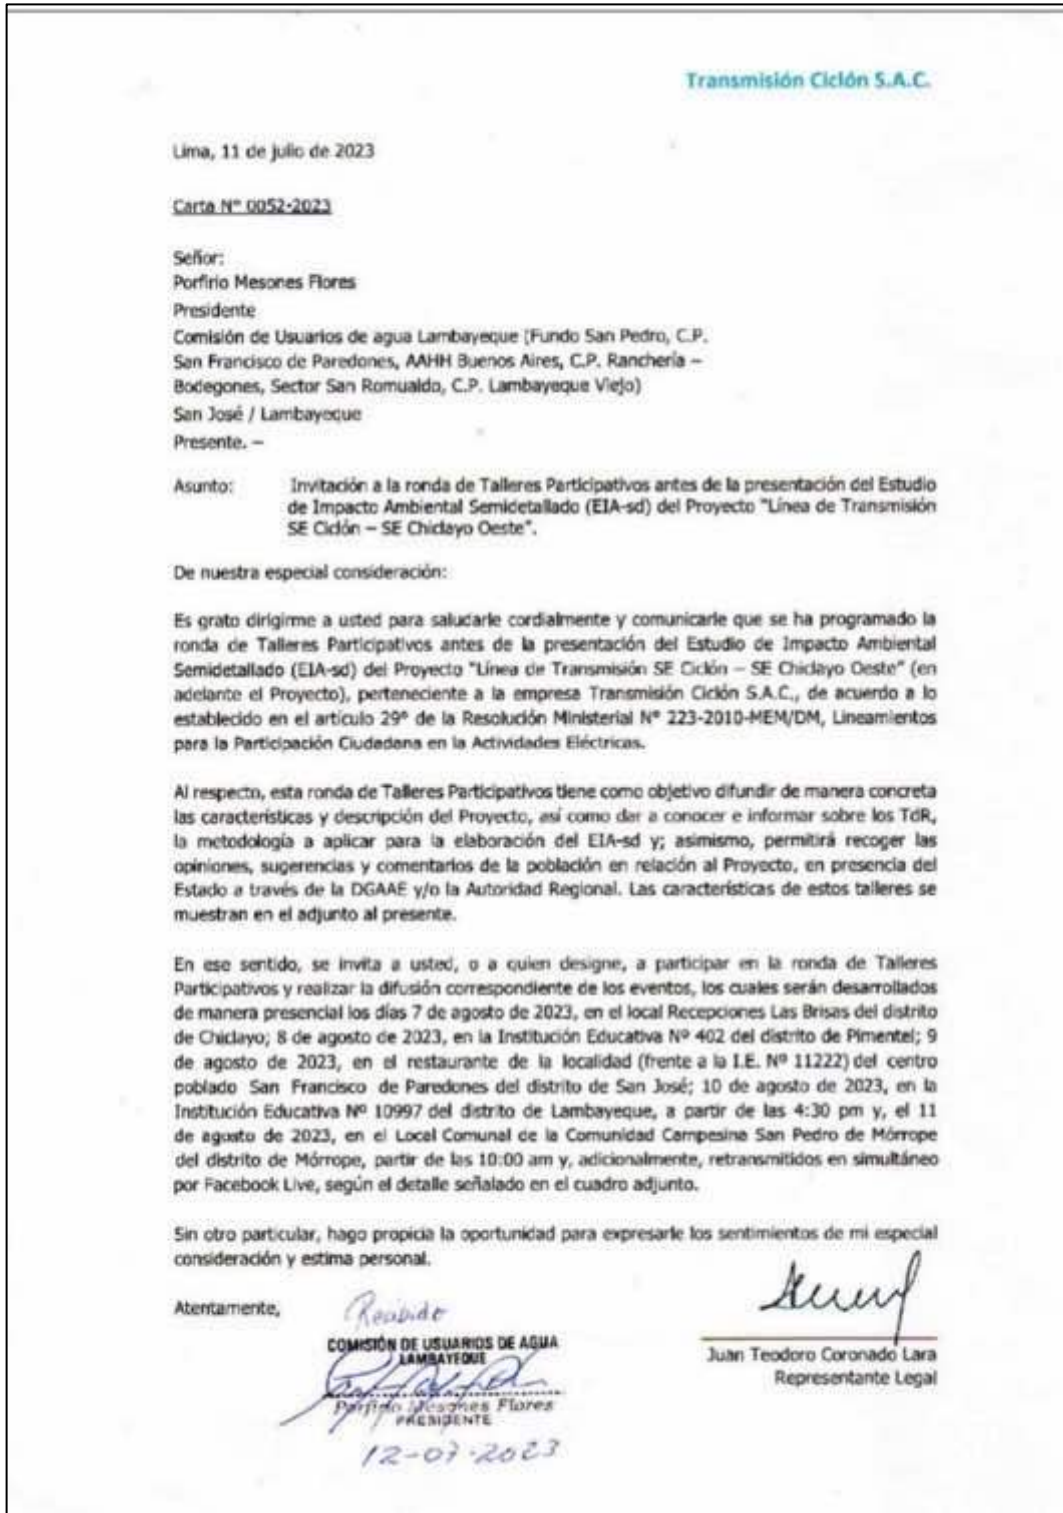 Transmisión Ciclón S.A.C.
Lima, 11 de julio de 2023
Carta N° 0052-2023
Señor:
Porfirio Mesones Flores
Presidente
Comisión de Usuarios de agua Lambayeque (Fundo San Pedro, C.P.
San Francisco de Paredones, AAHH Buenos Aires, C.P. Ranchería –
Bodegones, Sector San Romualdo, C.P. Lambayeque Viejo)
San José / Lambayeque
Presente. –
Asunto: Invitación a la ronda de Talleres Participativos antes de la presentación del Estudio
de Impacto Ambiental Semidetallado (EIA-sd) del Proyecto "Línea de Transmisión
SE Ciclón – SE Chiclayo Oeste".
De nuestra especial consideración:
Es grato dirigirme a usted para saludarle cordialmente y comunicarle que se ha programado la
ronda de Talleres Participativos antes de la presentación del Estudio de Impacto Ambiental
Semidetallado (EIA-sd) del Proyecto "Línea de Transmisión SE Ciclón – SE Chiclayo Oeste" (en
adelante el Proyecto), perteneciente a la empresa Transmisión Ciclón S.A.C., de acuerdo a lo
establecido en el artículo 29° de la Resolución Ministerial N° 223-2010-MEM/DM, Lineamientos
para la Participación Ciudadana en la Actividades Eléctricas.
Al respecto, esta ronda de Talleres Participativos tiene como objetivo difundir de manera concreta
las características y descripción del Proyecto, así como dar a conocer e informar sobre los TdR,
la metodología a aplicar para la elaboración del EIA-sd y; asimismo, permitirá recoger las
opiniones, sugerencias y comentarios de la población en relación al Proyecto, en presencia del
Estado a través de la DGAAE y/o la Autoridad Regional. Las características de estos talleres se
muestran en el adjunto al presente.
En ese sentido, se invita a usted, o a quien designe, a participar en la ronda de Talleres
Participativos y realizar la difusión correspondiente de los eventos, los cuales serán desarrollados
de manera presencial los días 7 de agosto de 2023, en el local Recepciones Las Brisas del distrito
de Chiclayo; 8 de agosto de 2023, en la Institución Educativa Nº 402 del distrito de Pimentel; 9
de agosto de 2023, en el restaurante de la localidad (frente a la I.E. Nº 11222) del centro
poblado San Francisco de Paredones del distrito de San José; 10 de agosto de 2023, en la
Institución Educativa Nº 10997 del distrito de Lambayeque, a partir de las 4:30 pm y, el 11
de agosto de 2023, en el Local Comunal de la Comunidad Campesina San Pedro de Mórrope
del distrito de Mórrope, partir de las 10:00 am y, adicionalmente, retransmitidos en simultáneo
por Facebook Live, según el detalle señalado en el cuadro adjunto.
Sin otro particular, hago propicia la oportunidad para expresarle los sentimientos de mi especial
consideración y estima personal.
Atentamente,
Recibido
COMISIÓN DE USUARIOS DE AGUA
LAMBAYEQUE
Porfirio Mesones Flores
PRESIDENTE
12-07-2023
Juan Teodoro Coronado Lara
Representante Legal